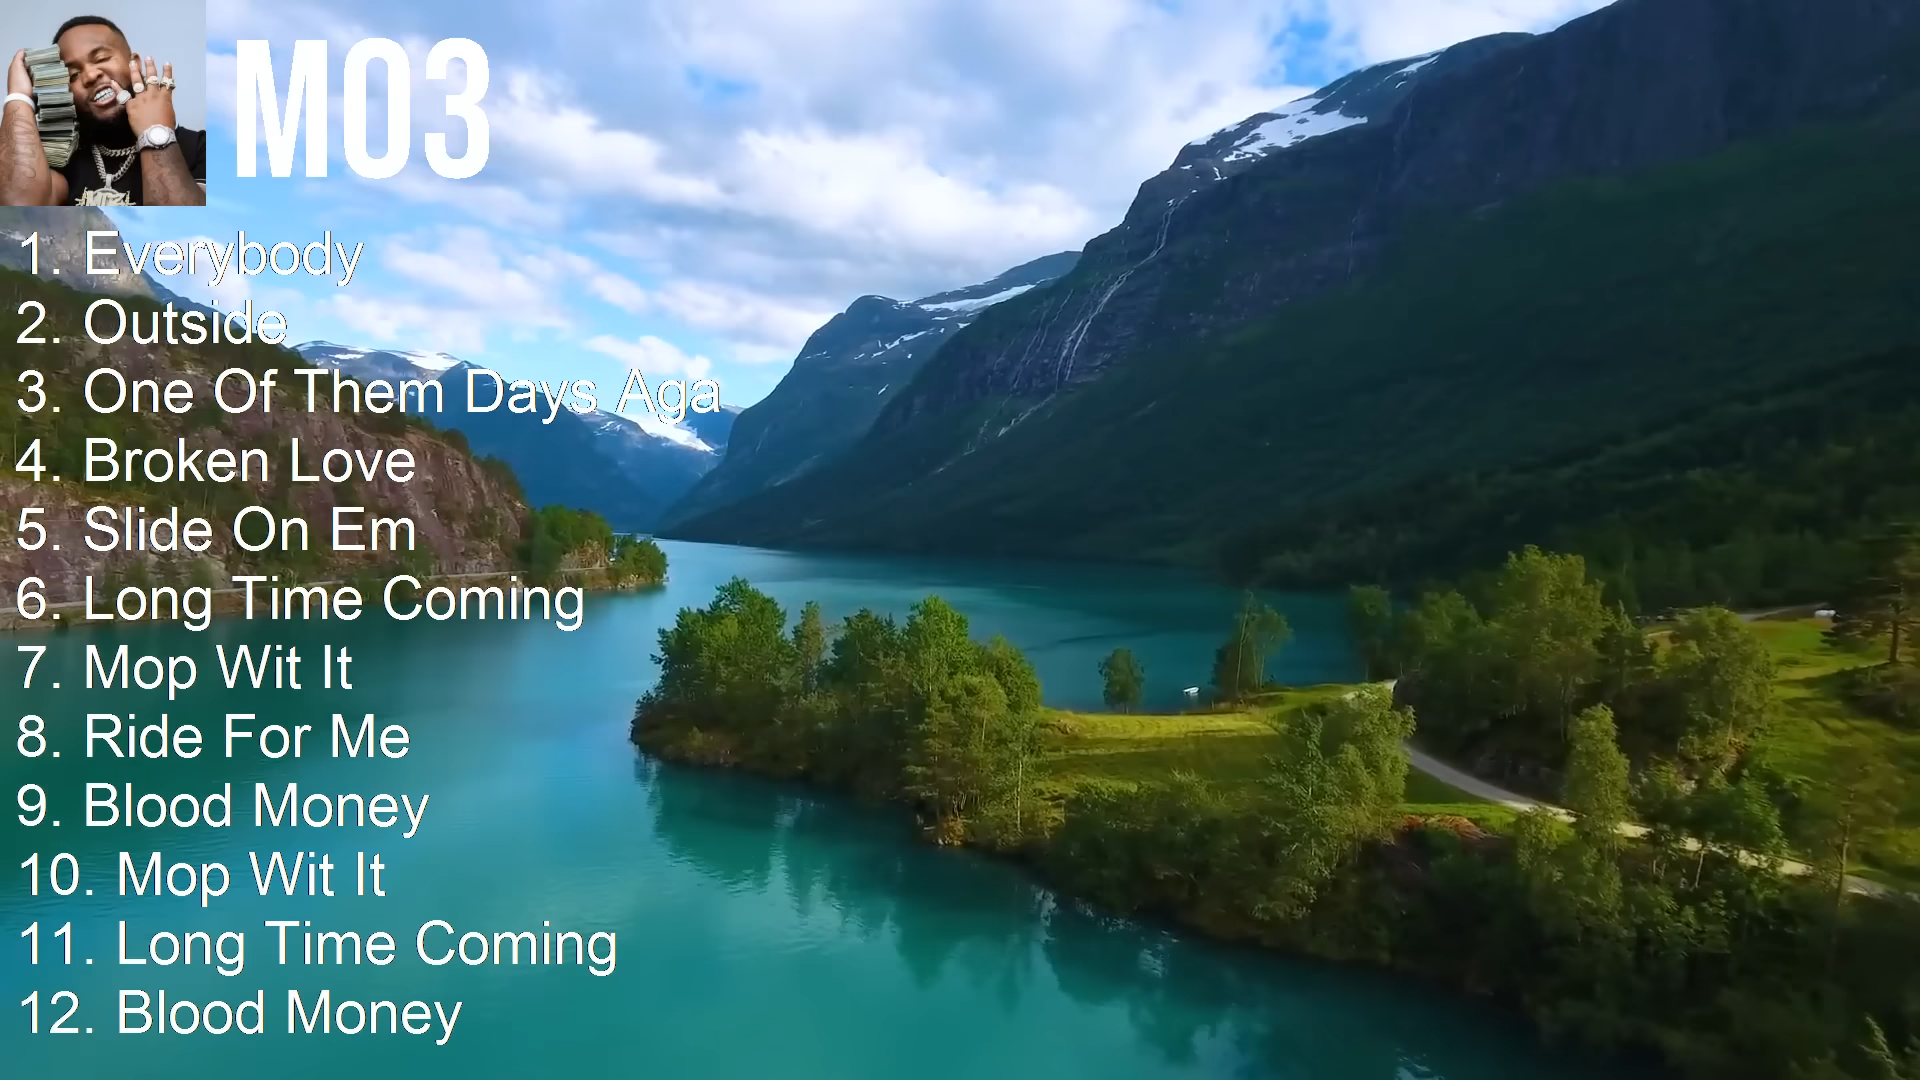 MO3
1. Everybody
2. Outside
3. One Of Them Days Aga
4. Broken Love
5. Slide On Em
6. Long Time Coming
7. Mop Wit It
8. Ride For Me
9. Blood Money
10. Mop Wit It
11. Long Time Coming
12. Blood Money